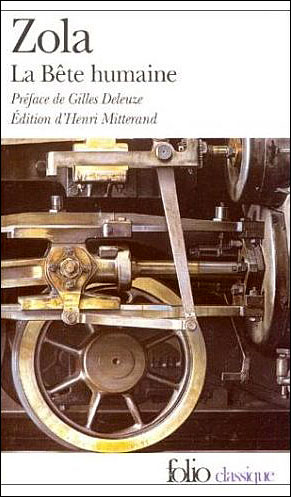 Zola
La Bête humaine
Préface de Gilles Deleuze
Édition d'Henri Mitterand
folio classique